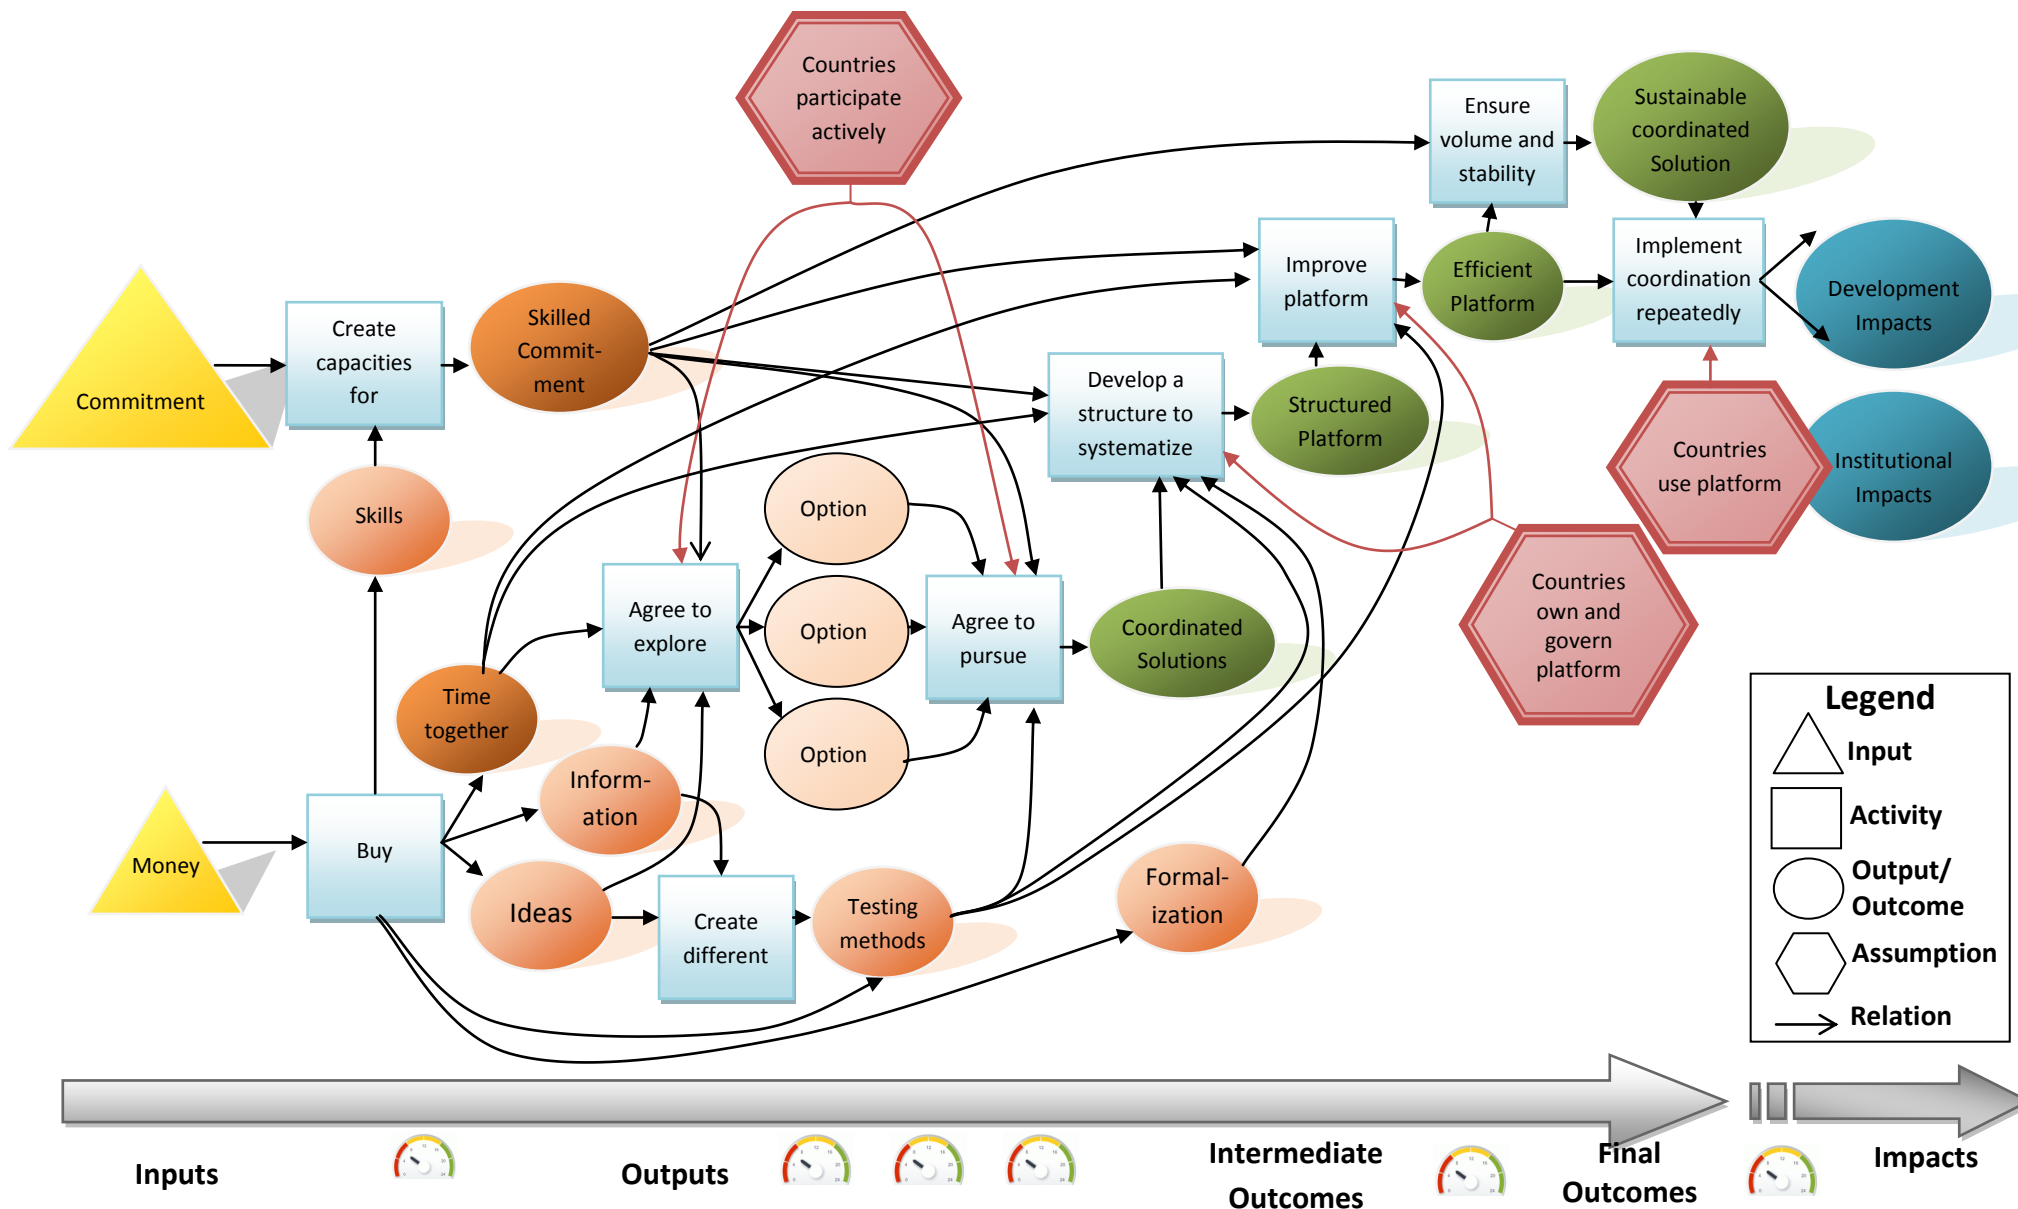 Countries
participate
actively
Ensure
volume and
stability
Sustainable
coordinated
Solution
Improve
platform
Efficient
Platform
Implement
coordination
repeatedly
Development
Impacts
Commitment
Create
capacities
for
Skilled
Commit-
ment
Develop a
structure to
systematize
Structured
Platform
Countries
use platform
Institutional
Impacts
Skills
Option
Option
Option
Agree to
explore
Agree to
pursue
Coordinated
Solutions
Countries
own and
govern
platform
Time
together
Inform-
ation
Money
Buy
Ideas
Create
different
Testing
methods
Formal-
ization
Legend
Input
Activity
Output/
Outcome
Assumption
Relation
Inputs
Outputs
Intermediate
Outcomes
Final
Outcomes
Impacts